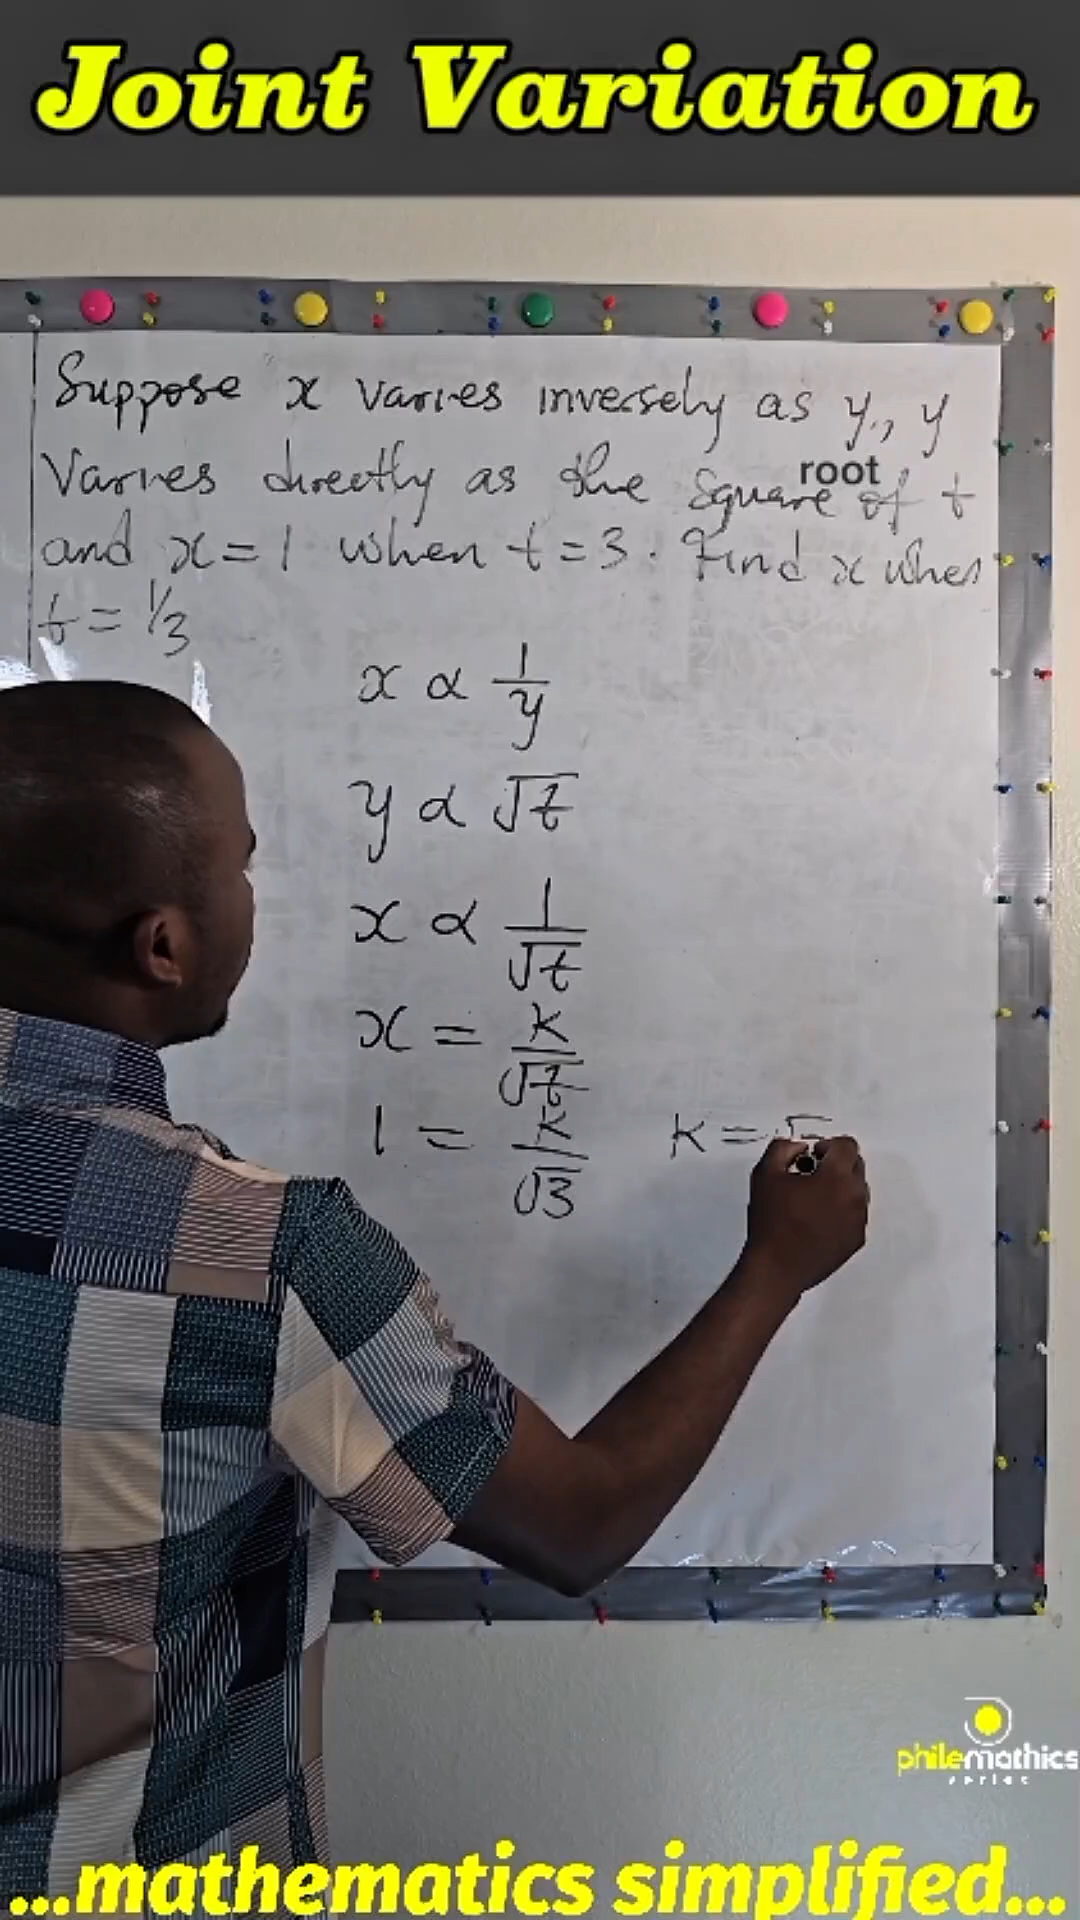 Joint Variation
Suppose x varies inversely as y, y
varies directly as the square root of t
and x = 1 when t = 3. Find x when
t = 1/3
x ∝ 1/y
y ∝ √t
x ∝ 1/√t
x = K/√t
1 = K/√3 K = √
philemathics
series
...mathematics simplified...